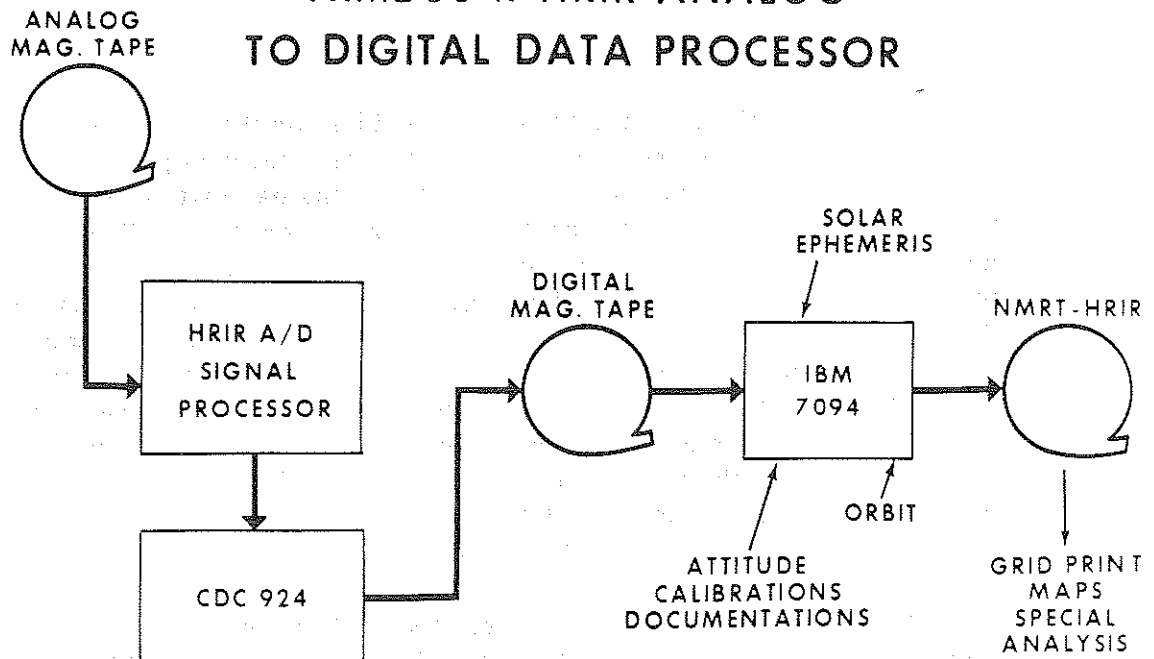 TO DIGITAL DATA PROCESSOR
ANALOG
MAG. TAPE
HRIR A/D
SIGNAL
PROCESSOR
CDC 924
DIGITAL
MAG. TAPE
SOLAR
EPHEMERIS
IBM
7094
ORBIT
ATTITUDE
CALIBRATIONS
DOCUMENTATIONS
NMRT-HRIR
GRID PRINT
MAPS
SPECIAL
ANALYSIS